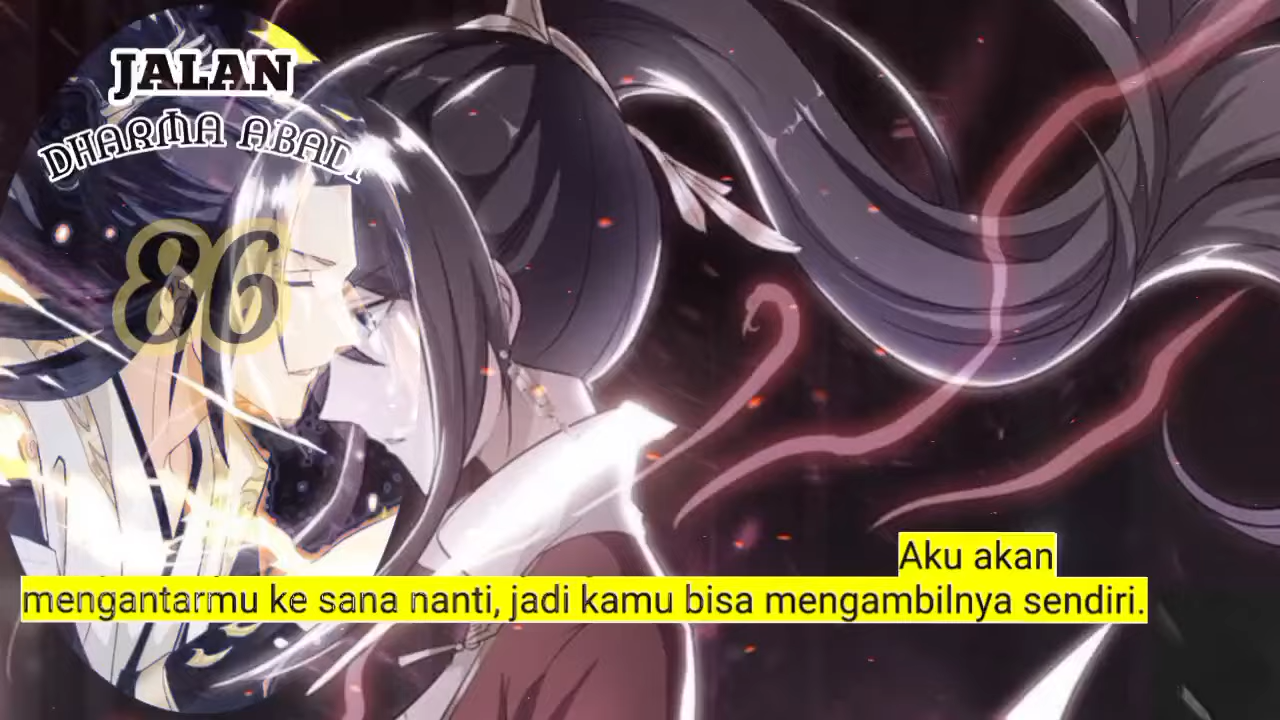 JALAN
DHARMA ABADI
86
Aku akan
mengantarmu ke sana nanti, jadi kamu bisa mengambilnya sendiri.